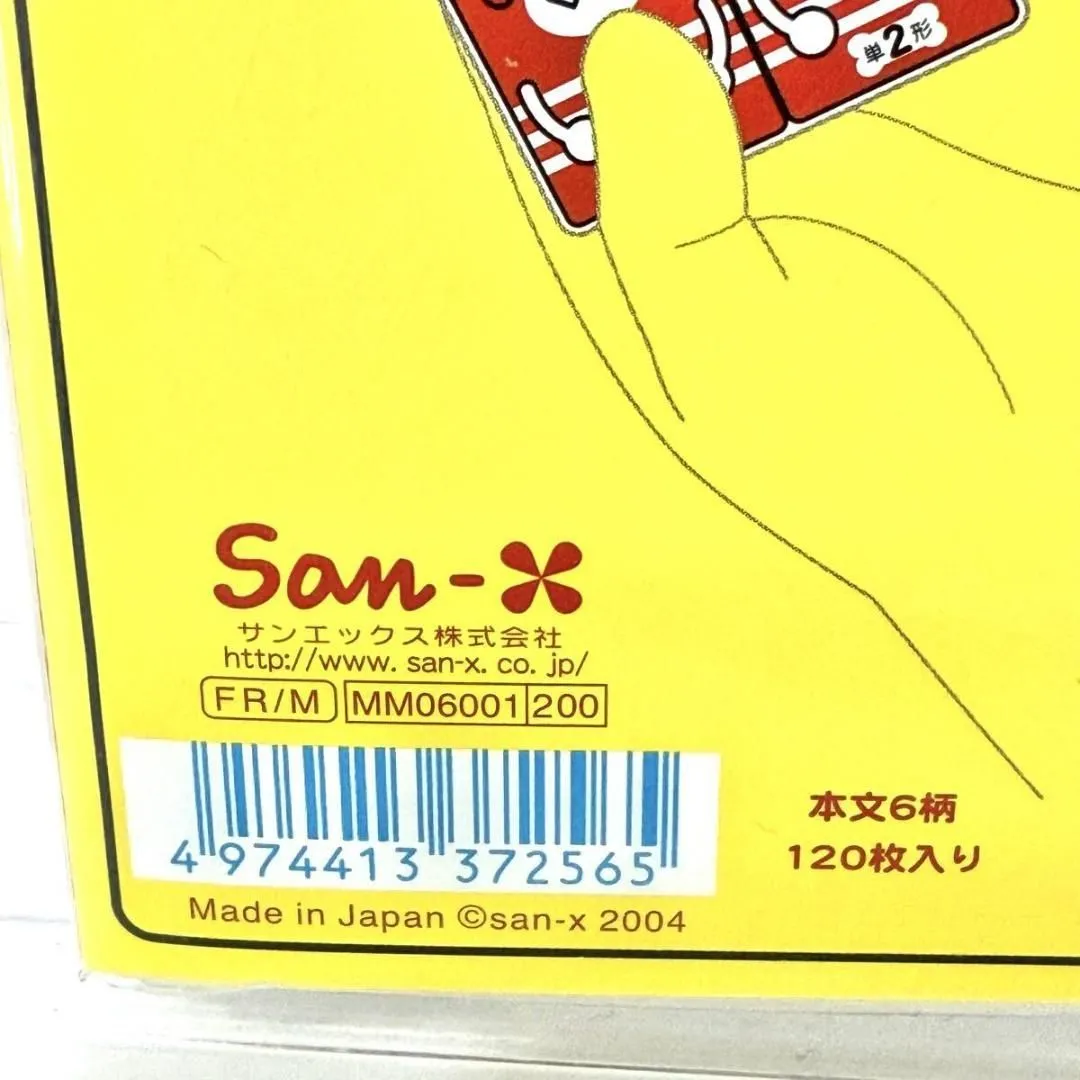 単2形
San-X
サンエックス株式会社
http://www.san-x.co.jp/
FR/M MM06001 200
4 974413 372565
Made in Japan ©san-x 2004
本文6柄
120枚入り